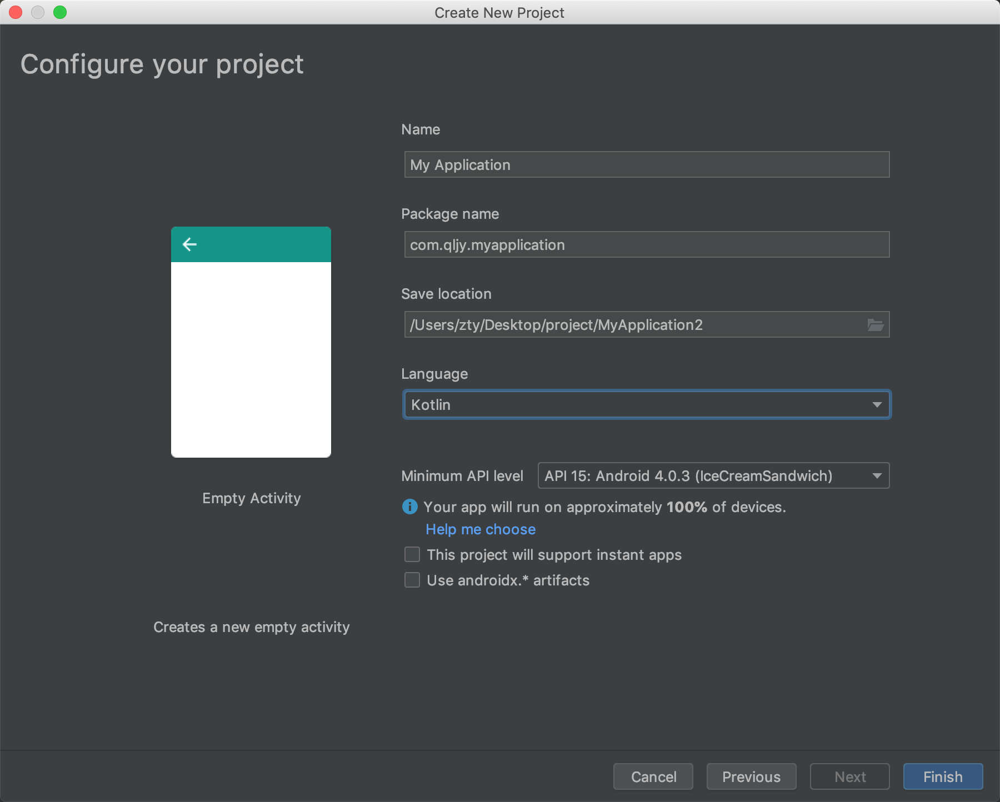 Create New Project
Configure your project
Name
My Application
Package name
com.qljy.myapplication
Save location
/Users/zty/Desktop/project/MyApplication2
Language
Kotlin
Minimum API level API 15: Android 4.0.3 (IceCreamSandwich)
Your app will run on approximately 100% of devices.
Help me choose
This project will support instant apps
Use androidx.* artifacts
Empty Activity
Creates a new empty activity
Cancel Previous Next Finish